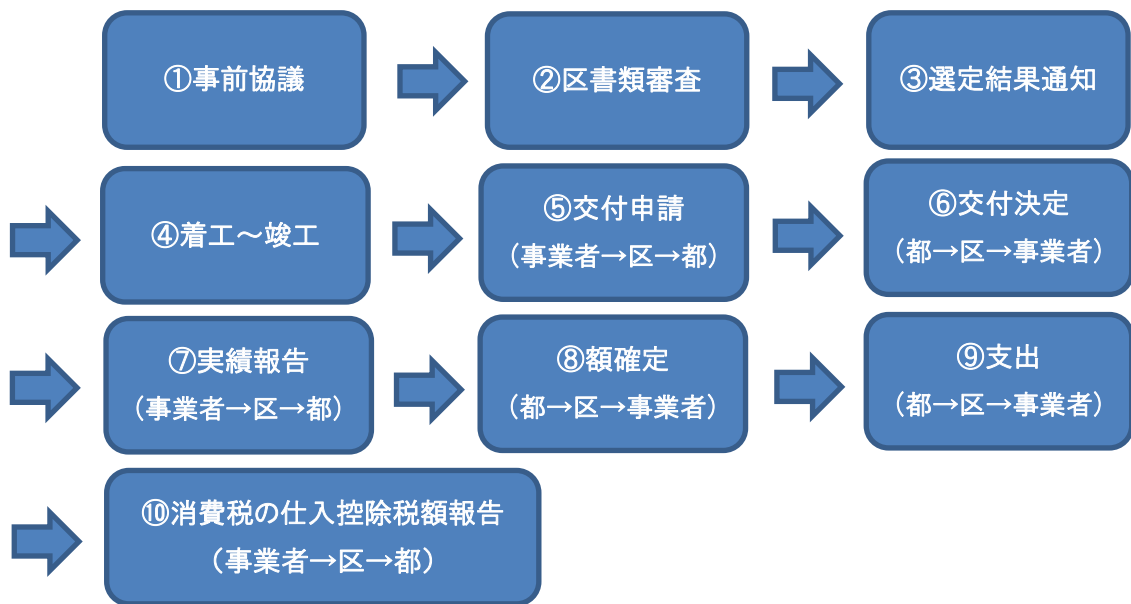 ①事前協議
②区書類審査
③選定結果通知
④着工～竣工
⑤交付申請
（事業者→区→都）
⑥交付決定
（都→区→事業者）
⑦実績報告
（事業者→区→都）
⑧額確定
（都→区→事業者）
⑨支出
（都→区→事業者）
⑩消費税の仕入控除税額報告
（事業者→区→都）